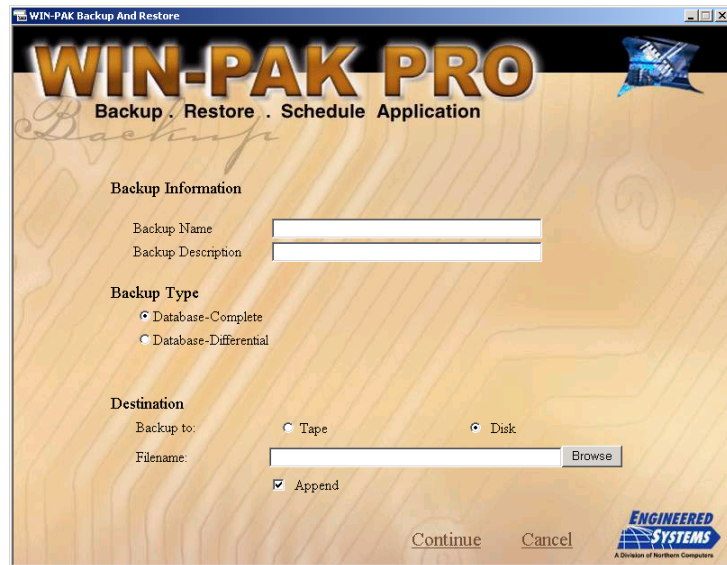 WIN-PAK Backup And Restore
WIN-PAK PRO
Backup . Restore . Schedule Application
Backup
Backup Information
Backup Name
Backup Description
Backup Type
Database-Complete
Database-Differential
Destination
Backup to: Tape Disk
Filename: Browse
Append
Continue Cancel
ENGINEERED
SYSTEMS
A Division of Northern Computers